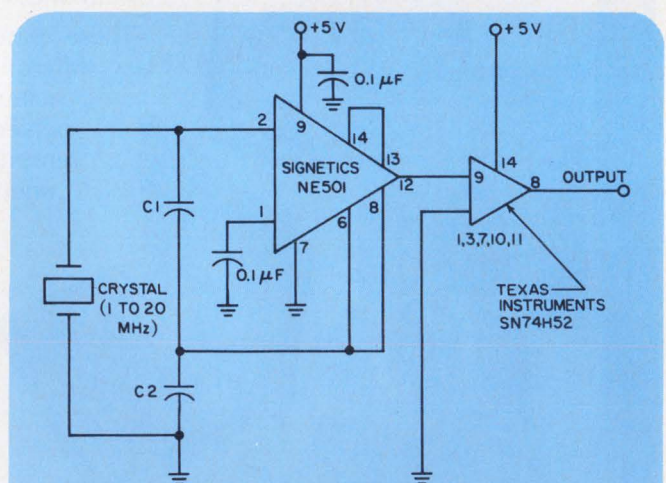 +5 V
+5 V
0.1 µF
2
9
14
SIGNETICS
NE501
13
12
9
14
8
OUTPUT
C1
1
6
8
1,3,7,10,11
7
0.1 µF
CRYSTAL
(1 TO 20
MHz)
TEXAS
INSTRUMENTS
SN74H52
C2